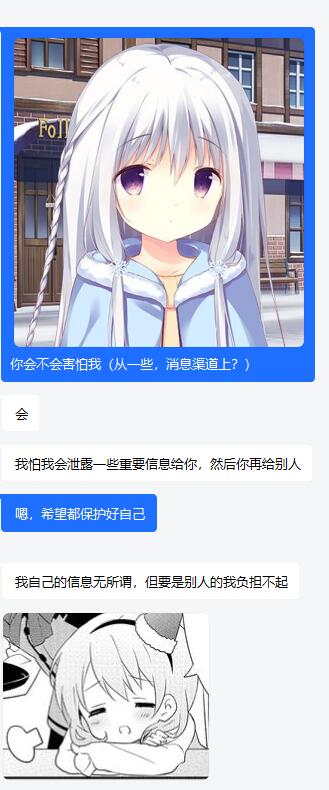 Foll
你会不会害怕我（从一些，消息渠道上？）
会
我怕我会泄露一些重要信息给你，然后你再给别人
嗯，希望都保护好自己
我自己的信息无所谓，但要是别人的我负担不起